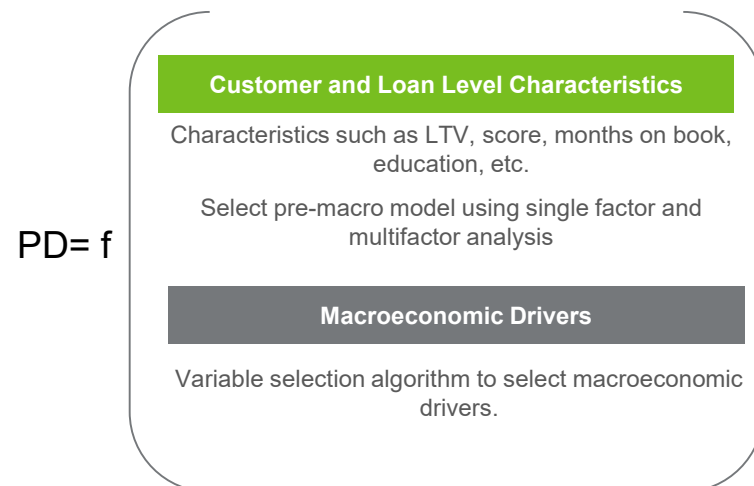 Customer and Loan Level Characteristics
Characteristics such as LTV, score, months on book,
education, etc.
Select pre-macro model using single factor and
multifactor analysis
PD= f
Macroeconomic Drivers
Variable selection algorithm to select macroeconomic
drivers.